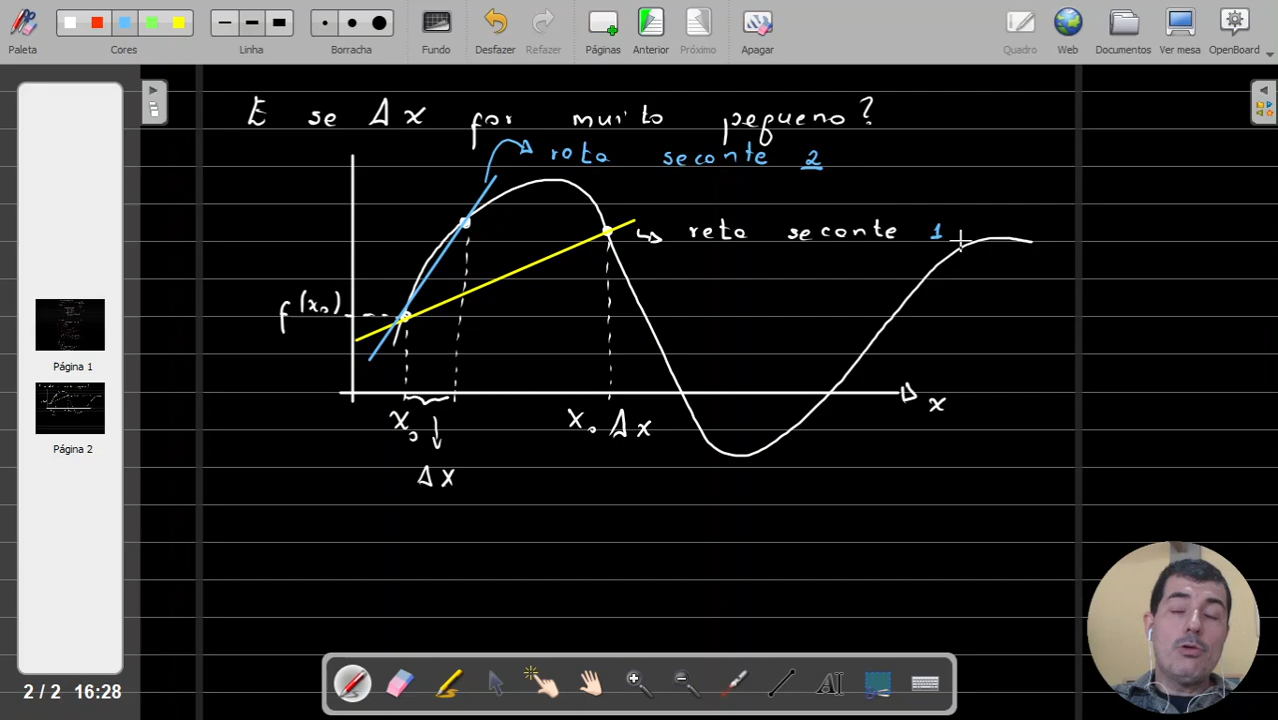 Paleta
Cores
Linha
Borracha
Fundo
Desfazer
Refazer
Páginas
Anterior
Próximo
Apagar
Quadro
Web
Documentos
Ver mesa
OpenBoard
E se Δx for muito pequeno?
reta secante 2
reta secante 1
f(x₀)
x
x₀
x₀ Δx
Δx
Página 1
Página 2
2 / 2 16:28
AI